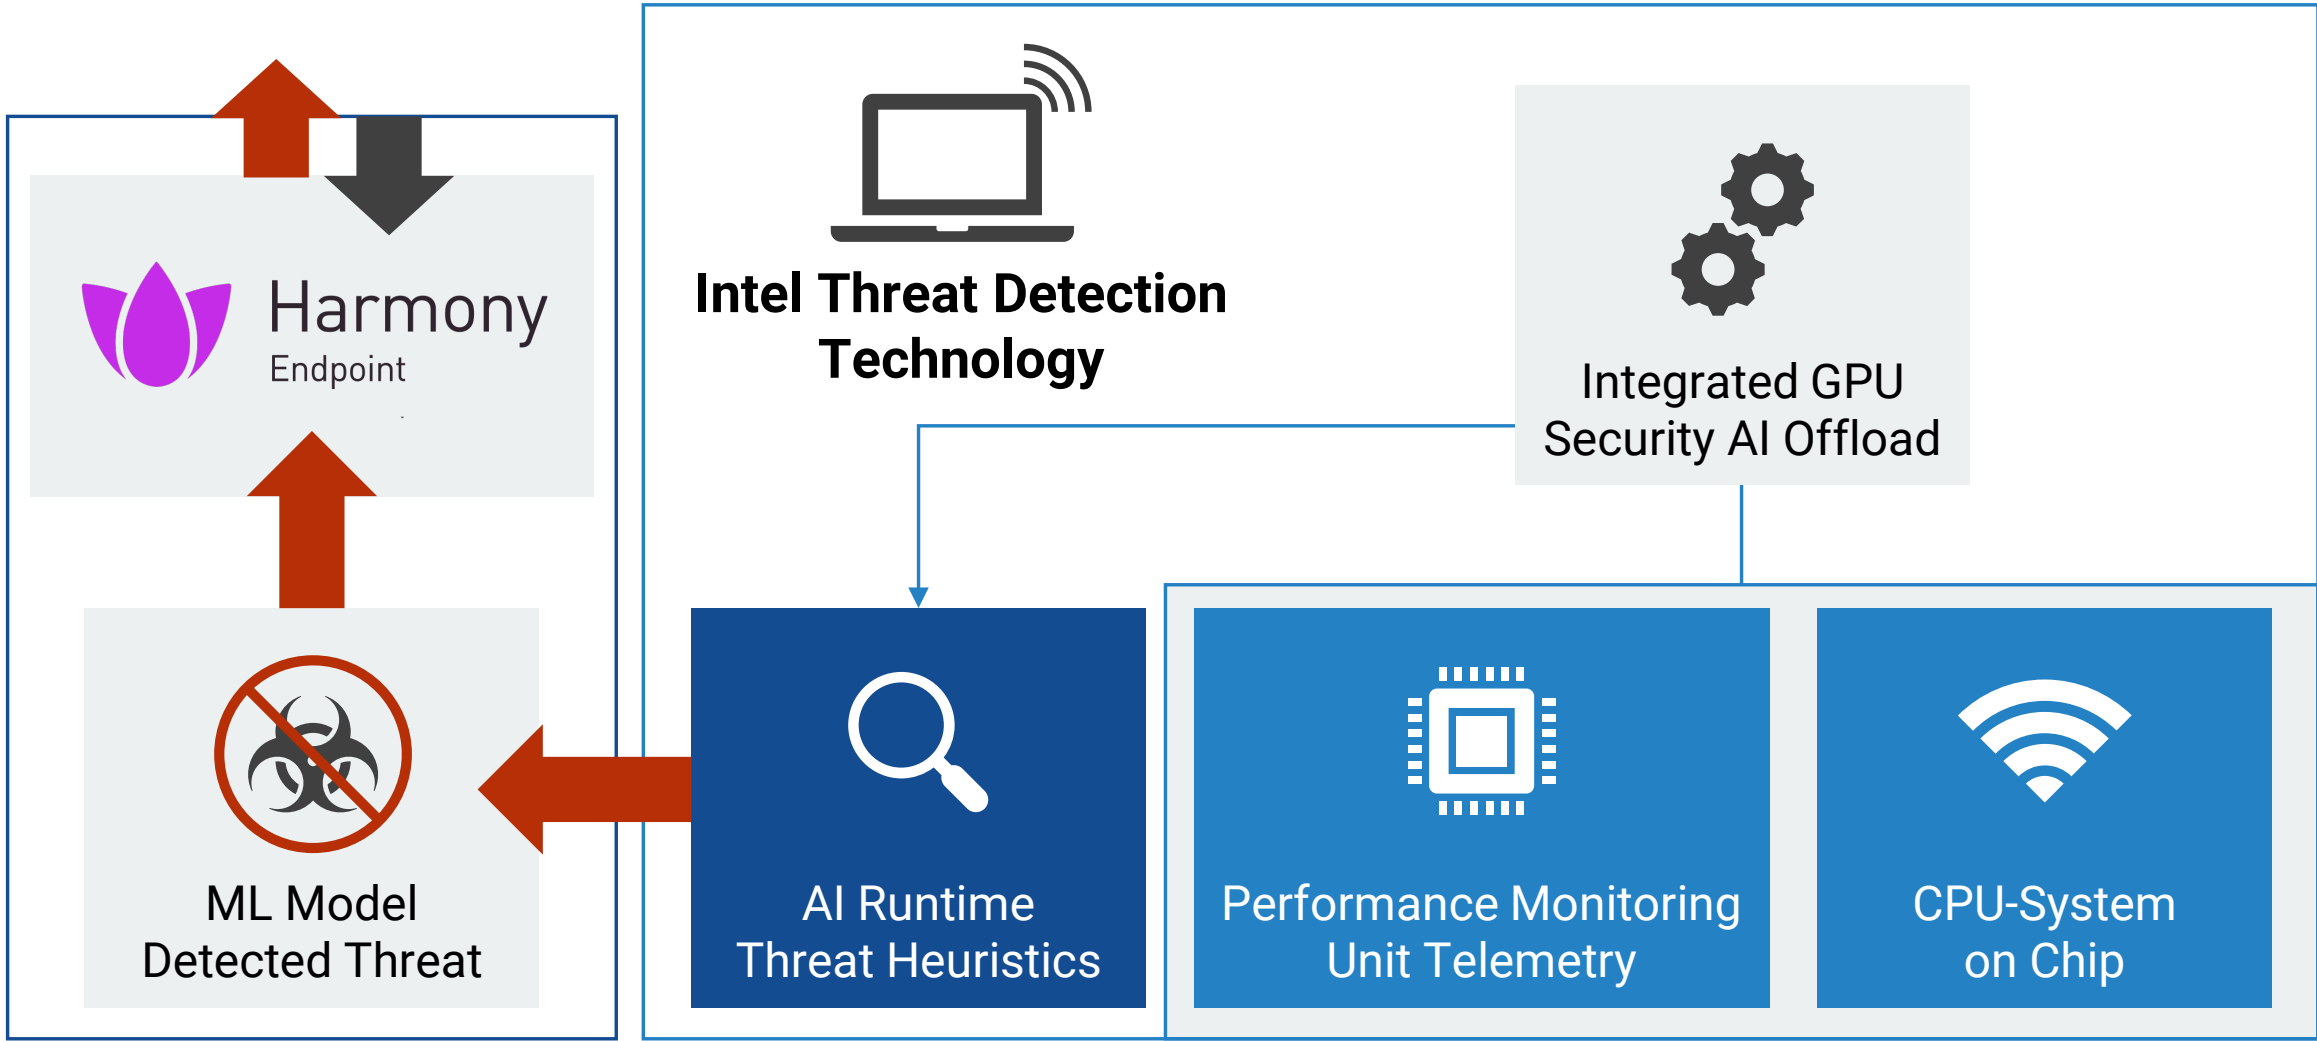 Harmony
Endpoint
Intel Threat Detection
Technology
Integrated GPU
Security AI Offload
ML Model
Detected Threat
AI Runtime
Threat Heuristics
Performance Monitoring
Unit Telemetry
CPU-System
on Chip